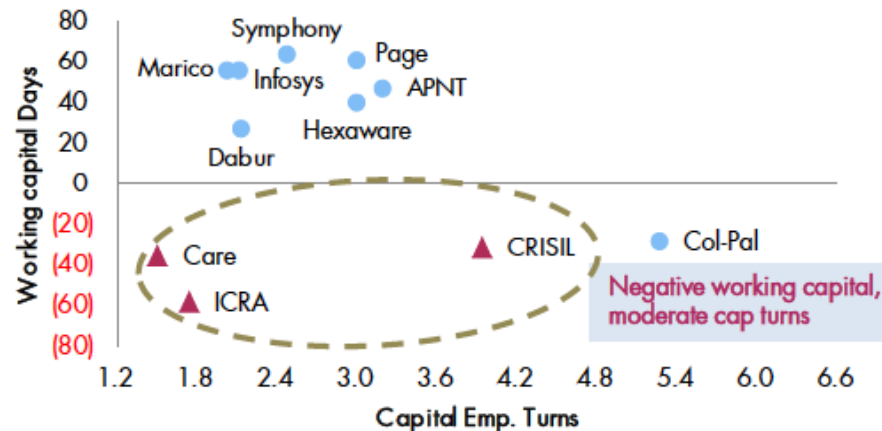 Working capital Days
80
60
40
20
0
(20)
(40)
(60)
(80)
Symphony
Page
Marico
Infosys
APNT
Hexaware
Dabur
Care
CRISIL
Col-Pal
ICRA
Negative working capital,
moderate cap turns
1.2 1.8 2.4 3.0 3.6 4.2 4.8 5.4 6.0 6.6
Capital Emp. Turns